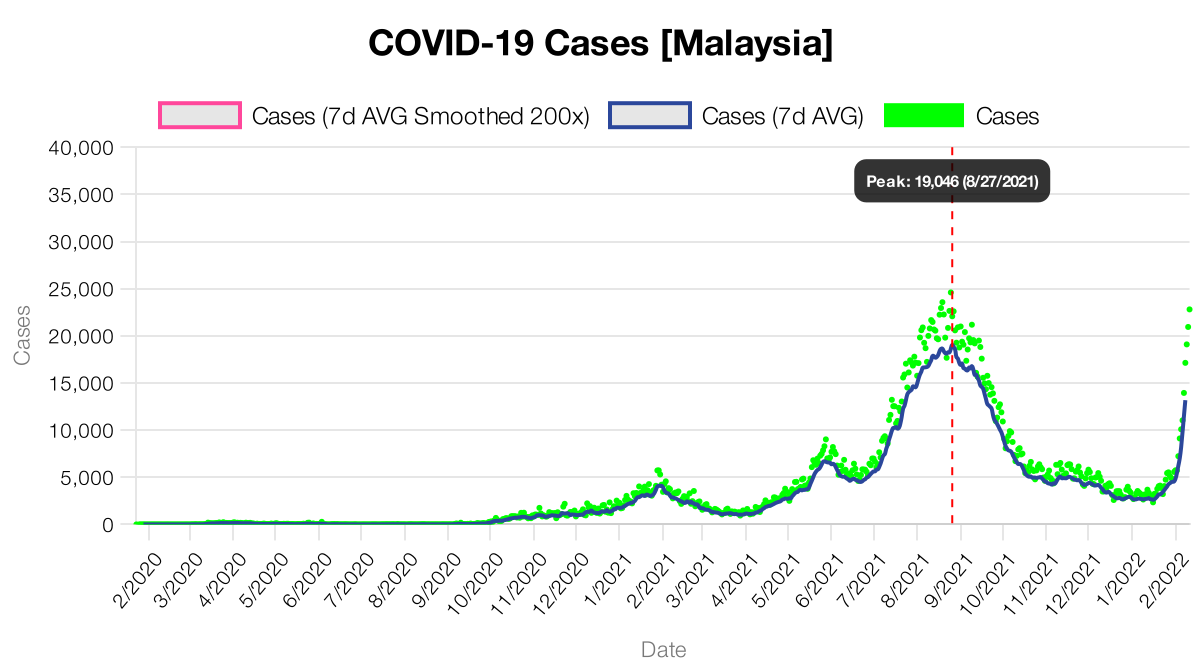 COVID-19 Cases [Malaysia]
Cases (7d AVG Smoothed 200x) Cases (7d AVG) Cases
40,000
Peak: 19,046 (8/27/2021)
35,000
30,000
25,000
20,000
15,000
10,000
5,000
0
Cases
2/2020 3/2020 4/2020 5/2020 6/2020 7/2020 8/2020 9/2020 10/2020 11/2020 12/2020 1/2021 2/2021 3/2021 4/2021 5/2021 6/2021 7/2021 8/2021 9/2021 10/2021 11/2021 12/2021 1/2022 2/2022
Date